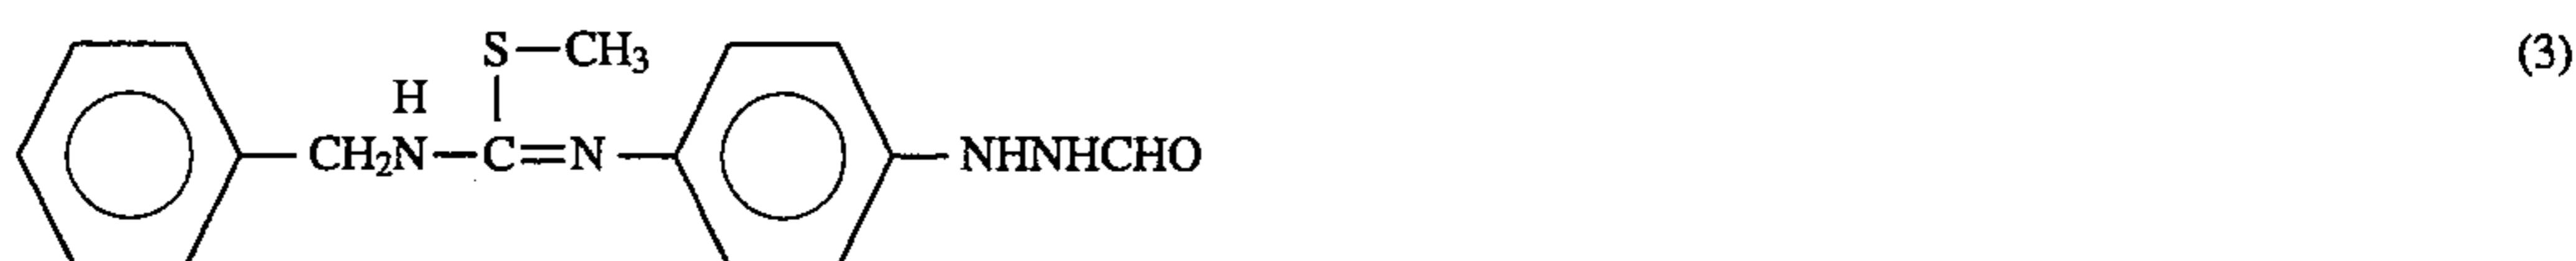 S—CH₃ (3)
H
CH₂N—C=N NHNHCHO